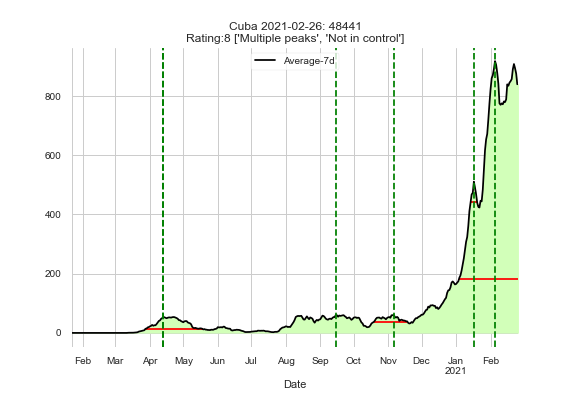 Cuba 2021-02-26: 48441
Rating:8 ['Multiple peaks', 'Not in control']
Average-7d
800
600
400
200
0
Feb Mar Apr May Jun Jul Aug Sep Oct Nov Dec Jan Feb
2021
Date